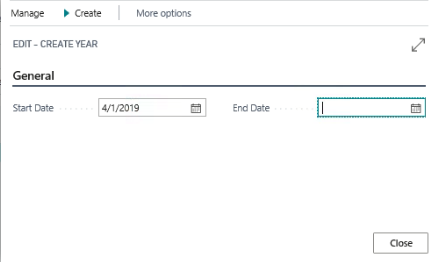 Manage Create More options
EDIT – CREATE YEAR
General
Start Date 4/1/2019 End Date
Close